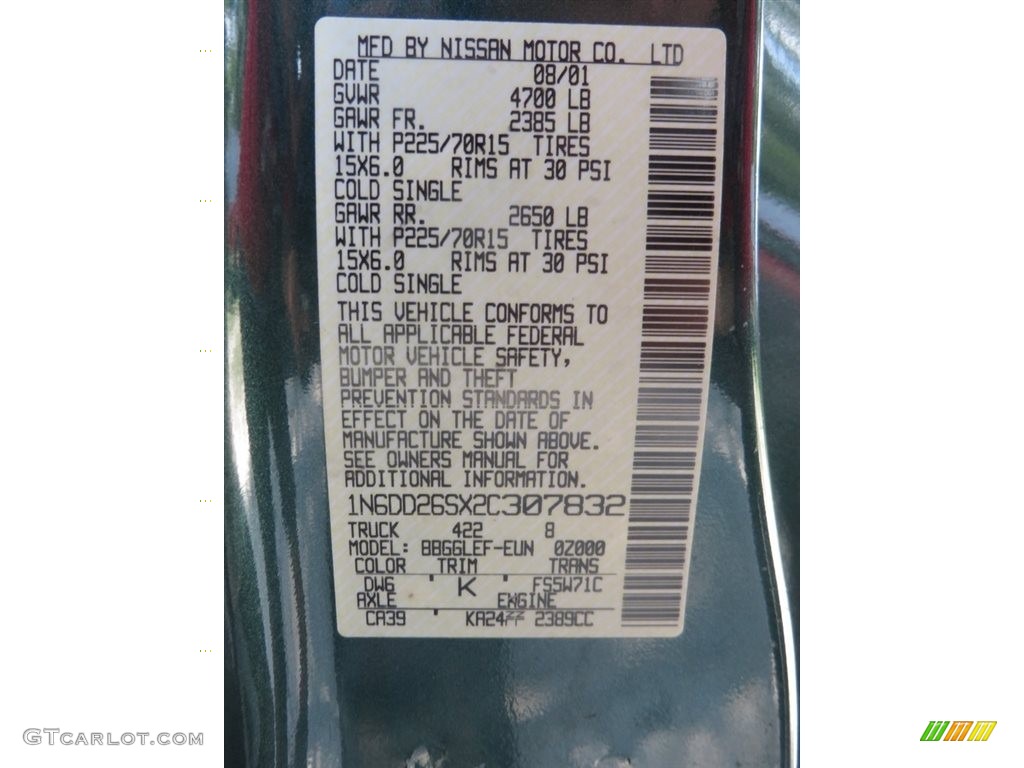 MFD BY NISSAN MOTOR CO., LTD
DATE 08/01
GVWR 4700 LB
GAWR FR. 2385 LB
WITH P225/70R15 TIRES
15X6.0 RIMS AT 30 PSI
COLD SINGLE
GAWR RR. 2650 LB
WITH P225/70R15 TIRES
15X6.0 RIMS AT 30 PSI
COLD SINGLE
THIS VEHICLE CONFORMS TO
ALL APPLICABLE FEDERAL
MOTOR VEHICLE SAFETY,
BUMPER AND THEFT
PREVENTION STANDARDS IN
EFFECT ON THE DATE OF
MANUFACTURE SHOWN ABOVE.
SEE OWNERS MANUAL FOR
ADDITIONAL INFORMATION.
1N6DD26SX2C307832
TRUCK 422 8
MODEL: BBGGLEF-EUN 0Z000
COLOR TRIM TRANS
DW6 K FS5W71C
AXLE ENGINE
CA39 KA24 2389CC
GTCARLOT.COM